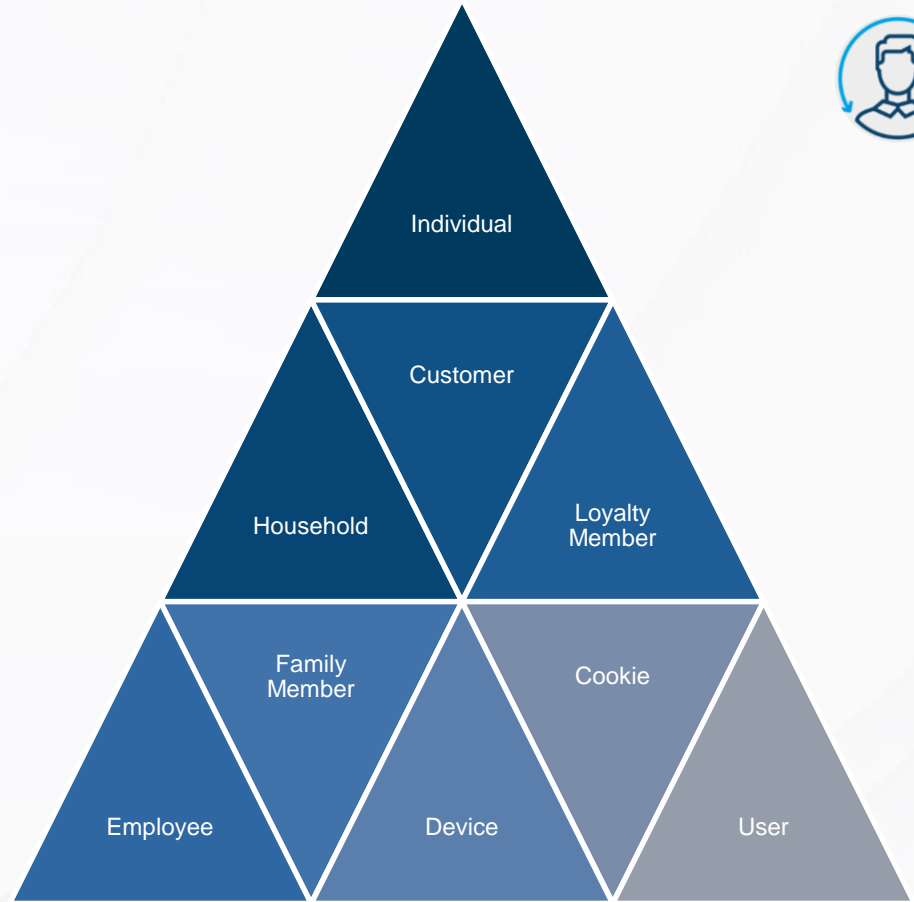 Individual
Customer
Household
Loyalty
Member
Family
Member
Cookie
Employee
Device
User